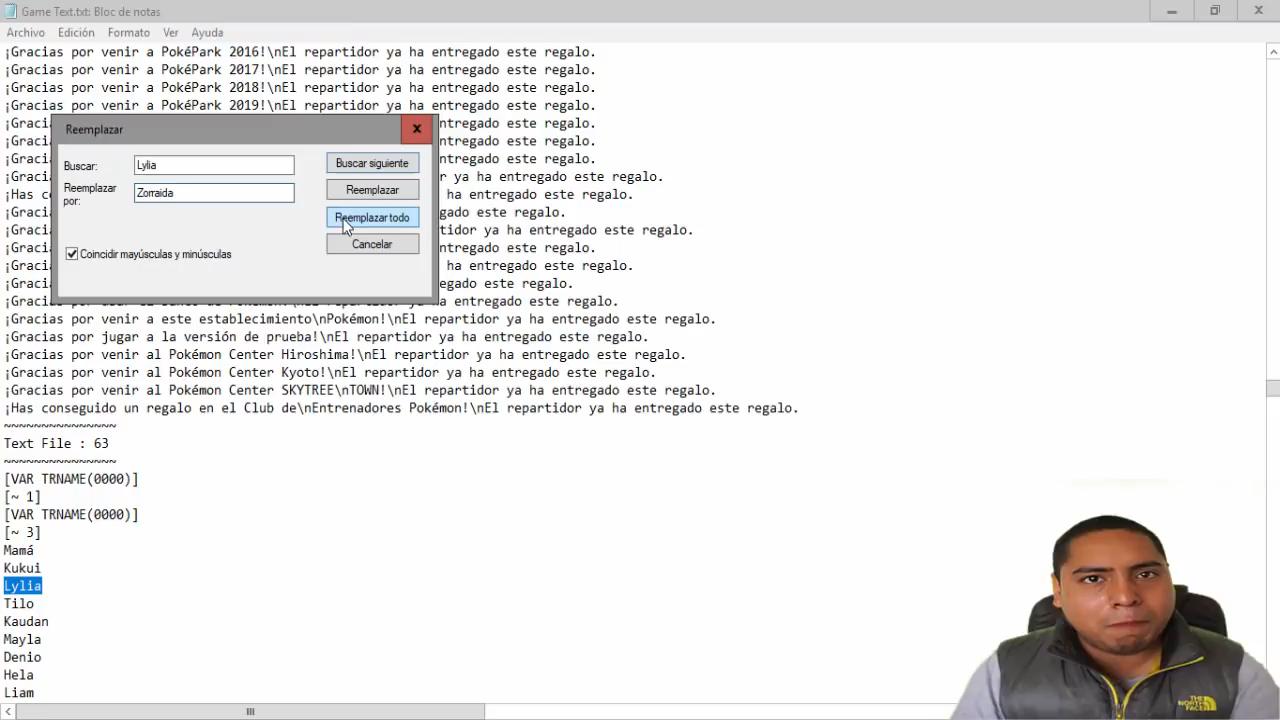 Game Text.txt: Bloc de notas
Archivo Edición Formato Ver Ayuda
¡Gracias por venir a PokéPark 2016!\nEl repartidor ya ha entregado este regalo.
¡Gracias por venir a PokéPark 2017!\nEl repartidor ya ha entregado este regalo.
¡Gracias por venir a PokéPark 2018!\nEl repartidor ya ha entregado este regalo.
¡Gracias por venir a PokéPark 2019!\nEl repartidor ya ha entregado este regalo.
Reemplazar
Buscar: Lylia Buscar siguiente
Reemplazar por: Zorraida Reemplazar
Reemplazar todo
Cancelar
Coincidir mayúsculas y minúsculas
¡Gracias por venir a este establecimiento\nPokémon!\nEl repartidor ya ha entregado este regalo.
¡Gracias por jugar a la versión de prueba!\nEl repartidor ya ha entregado este regalo.
¡Gracias por venir al Pokémon Center Hiroshima!\nEl repartidor ya ha entregado este regalo.
¡Gracias por venir al Pokémon Center Kyoto!\nEl repartidor ya ha entregado este regalo.
¡Gracias por venir al Pokémon Center SKYTREE\nTOWN!\nEl repartidor ya ha entregado este regalo.
¡Has conseguido un regalo en el Club de\nEntrenadores Pokémon!\nEl repartidor ya ha entregado este regalo.
~~~~~~~~~~~~~~~
Text File : 63
~~~~~~~~~~~~~~~
[VAR TRNAME(0000)]
[~ 1]
[VAR TRNAME(0000)]
[~ 3]
Mamá
Kukui
Lylia
Tilo
Kaudan
Mayla
Denio
Hela
Liam
THE NORTH FACE